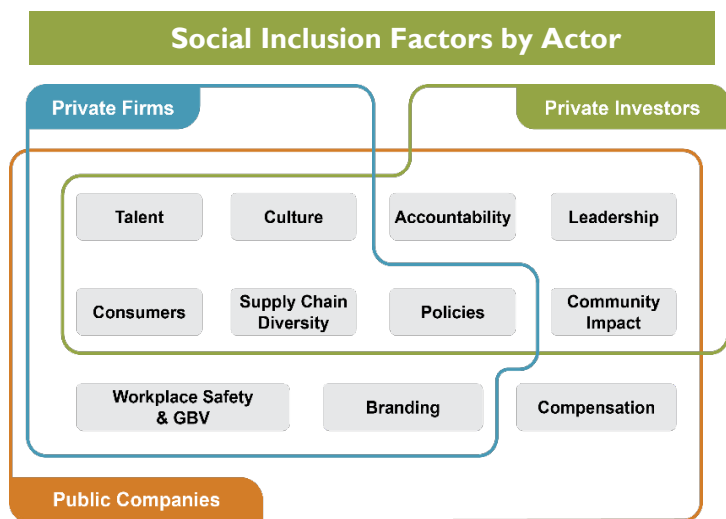 Social Inclusion Factors by Actor
Private Firms
Private Investors
Talent
Culture
Accountability
Leadership
Consumers
Supply Chain
Diversity
Policies
Community
Impact
Workplace Safety
& GBV
Branding
Compensation
Public Companies